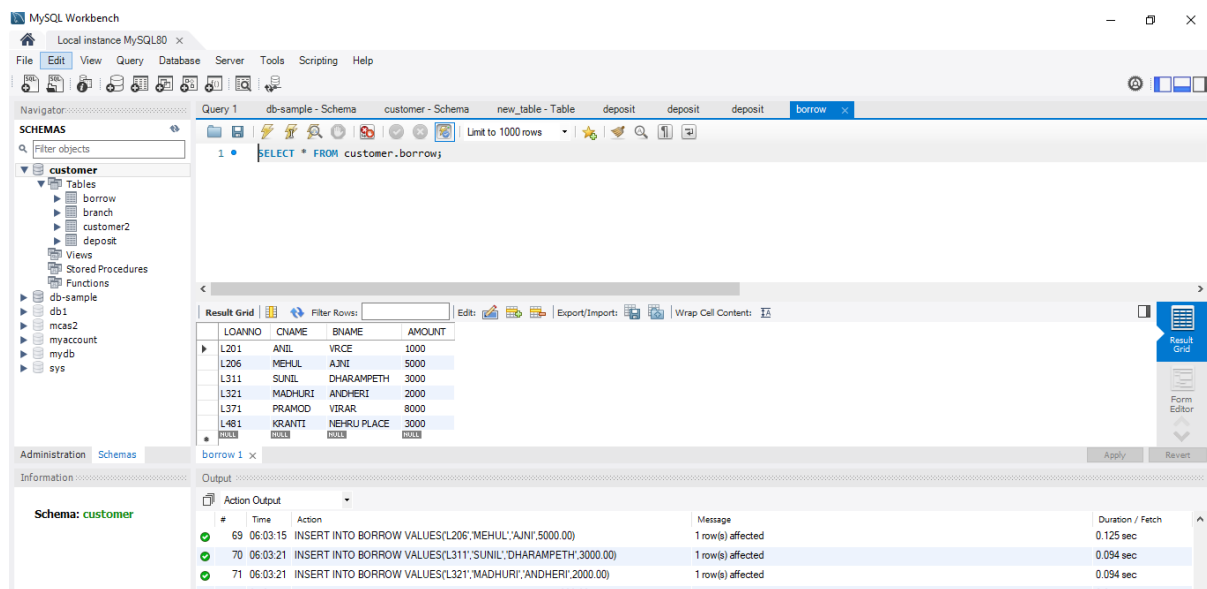 MySQL Workbench
Local instance MySQL80
File Edit View Query Database Server Tools Scripting Help
Navigator
SCHEMAS
Filter objects
customer
Tables
borrow
branch
customer2
deposit
Views
Stored Procedures
Functions
db-sample
db1
mcas2
myaccount
mydb
sys
Administration Schemas
Information
Schema: customer
Query 1 db-sample - Schema customer - Schema new_table - Table deposit deposit deposit borrow
Limit to 1000 rows
1 SELECT * FROM customer.borrow;
Result Grid Filter Rows: Edit: Export/Import: Wrap Cell Content:
LOANNO CNAME BNAME AMOUNT
L201 ANIL VRCE 1000
L206 MEHUL AJNI 5000
L311 SUNIL DHARAMPETH 3000
L321 MADHURI ANDHERI 2000
L371 PRAMOD VIRAR 8000
L481 KRANTI NEHRU PLACE 3000
NULL NULL NULL NULL
Result Grid
Form Editor
borrow 1 Apply Revert
Output
Action Output
# Time Action Message Duration / Fetch
69 06:03:15 INSERT INTO BORROW VALUES('L206','MEHUL','AJNI',5000.00) 1 row(s) affected 0.125 sec
70 06:03:21 INSERT INTO BORROW VALUES('L311','SUNIL','DHARAMPETH',3000.00) 1 row(s) affected 0.094 sec
71 06:03:21 INSERT INTO BORROW VALUES('L321','MADHURI','ANDHERI',2000.00) 1 row(s) affected 0.094 sec